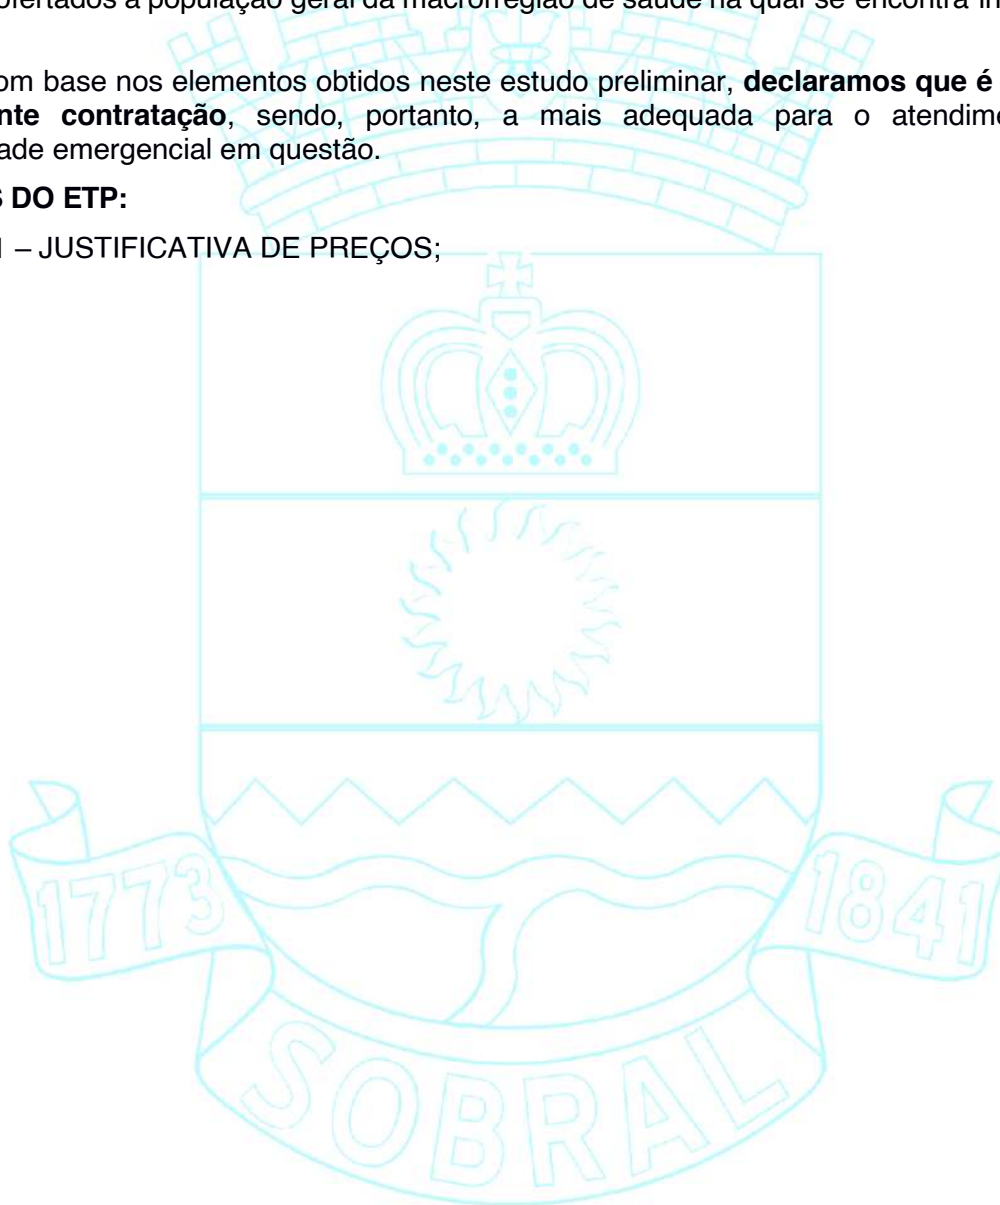 ofertados à população geral da macrorregião de saúde na qual se encontra
om base nos elementos obtidos neste estudo preliminar, declaramos que é
nte contratação, sendo, portanto, a mais adequada para o atendime
ade emergencial em questão.
S DO ETP:
– JUSTIFICATIVA DE PREÇOS;
1773
1841
SOBRAL